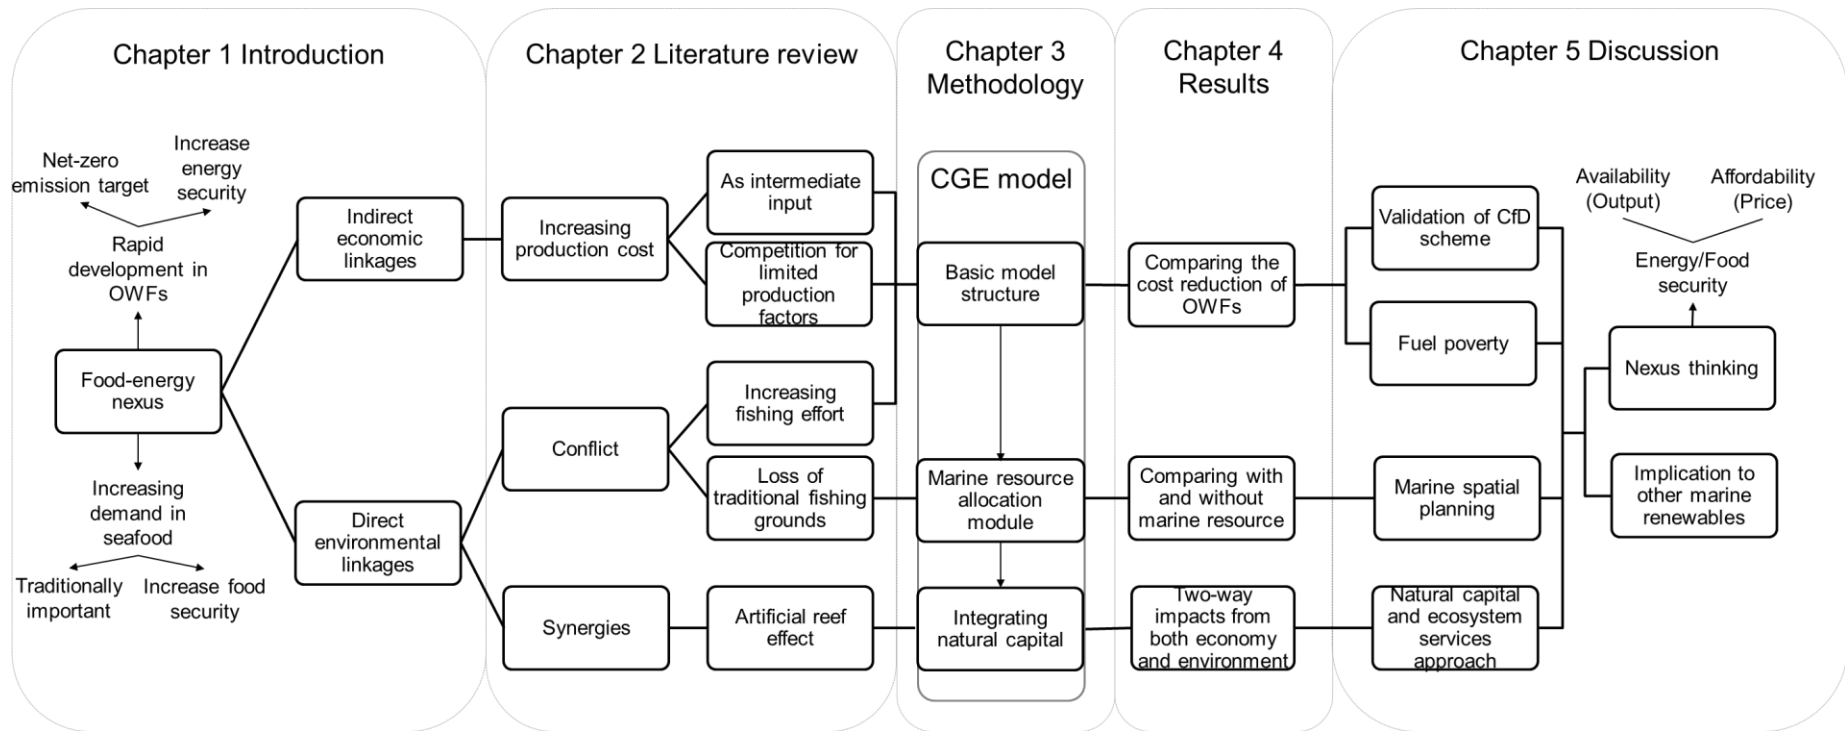 Chapter 1 Introduction
Net-zero
emission target
Increase
energy
security
Rapid
development in
OWFs
Food-energy
nexus
Increasing
demand in
seafood
Traditionally
important
Increase food
security
Indirect
economic
linkages
Direct
environmental
linkages
Chapter 2 Literature review
Increasing
production cost
As intermediate
input
Competition for
limited
production
factors
Conflict
Increasing
fishing effort
Loss of
traditional fishing
grounds
Synergies
Artificial reef
effect
Chapter 3
Methodology
CGE model
Basic model
structure
Marine resource
allocation
module
Integrating
natural capital
Chapter 4
Results
Comparing the
cost reduction of
OWFs
Comparing with
and without
marine resource
Two-way
impacts from
both economy
and environment
Chapter 5 Discussion
Validation of CfD
scheme
Fuel poverty
Marine spatial
planning
Natural capital
and ecosystem
services
approach
Availability
(Output)
Affordability
(Price)
Energy/Food
security
Nexus thinking
Implication to
other marine
renewables